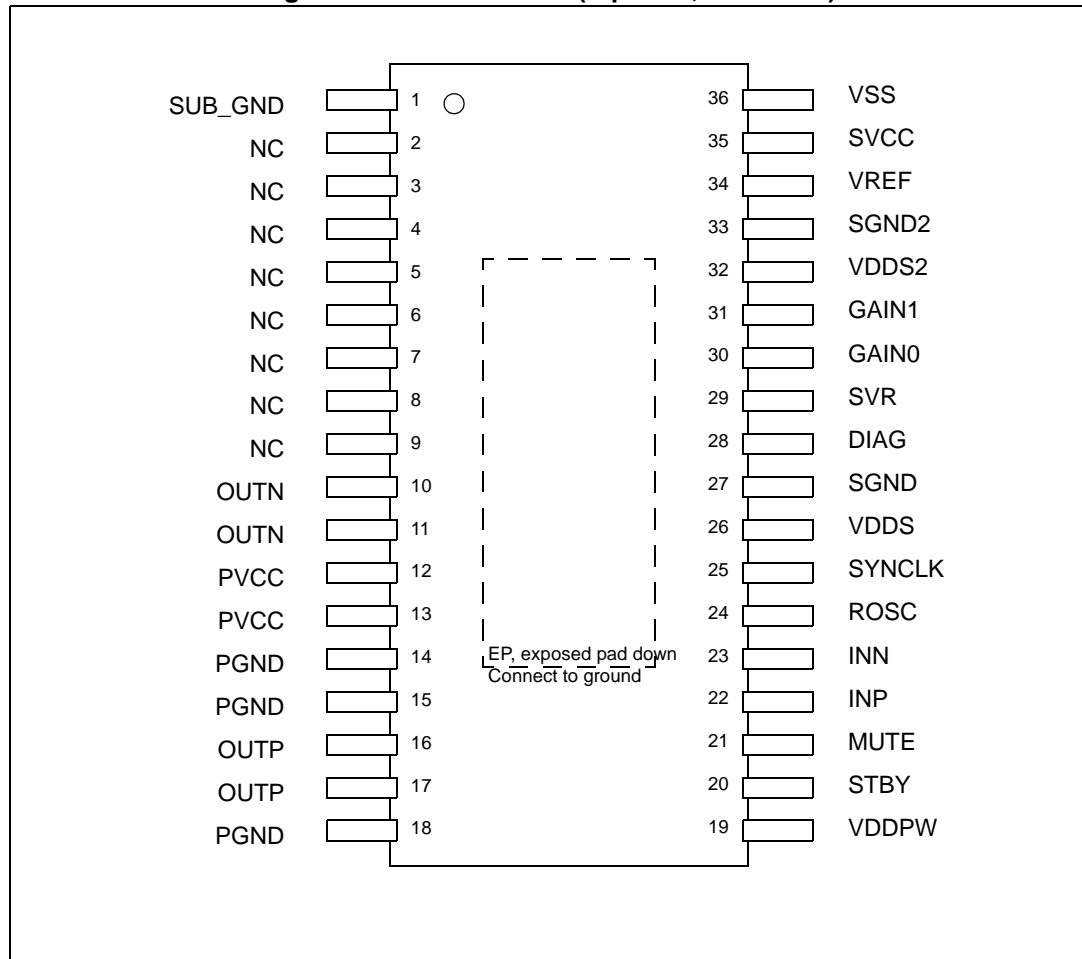 SUB_GND 1 36 VSS
NC 2 35 SVCC
NC 3 34 VREF
NC 4 33 SGND2
NC 5 32 VDDS2
NC 6 31 GAIN1
NC 7 30 GAIN0
NC 8 29 SVR
NC 9 28 DIAG
OUTN 10 27 SGND
OUTN 11 26 VDDS
PVCC 12 25 SYNCLK
PVCC 13 24 ROSC
PGND 14 23 INN
EP, exposed pad down
Connect to ground
PGND 15 22 INP
OUTP 16 21 MUTE
OUTP 17 20 STBY
PGND 18 19 VDDPW